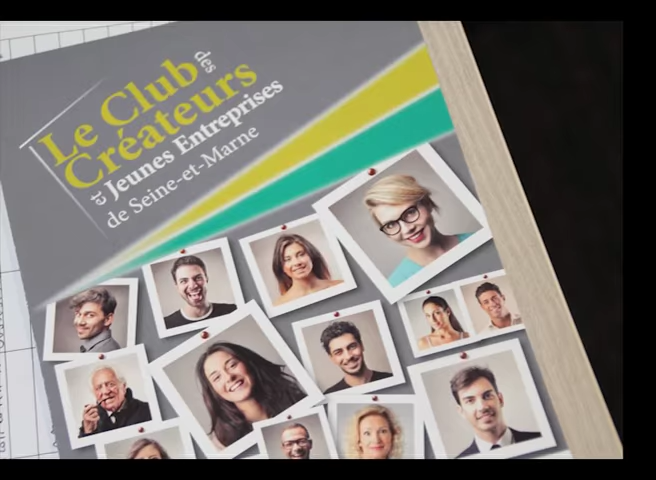 Le Club des
Créateurs
et Jeunes Entreprises
de Seine-et-Marne